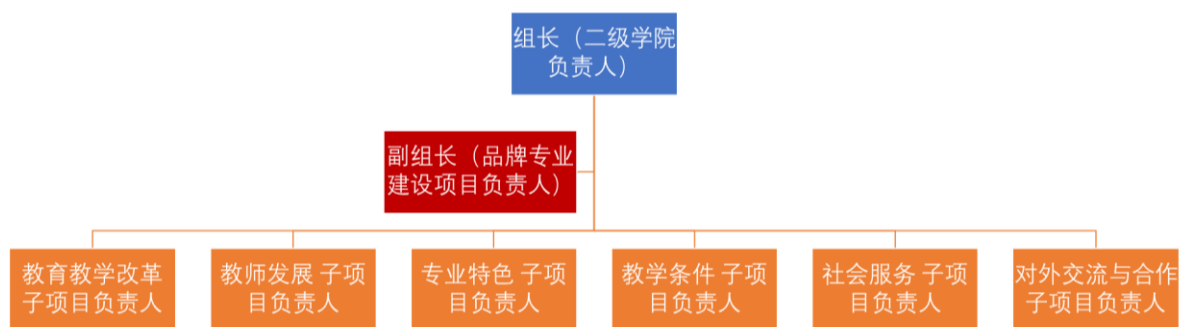 组长（二级学院
负责人）
副组长（品牌专业
建设项目负责人）
教育教学改革
子项目负责人
教师发展 子项
目负责人
专业特色 子项
目负责人
教学条件 子项
目负责人
社会服务 子项
目负责人
对外交流与合作
子项目负责人